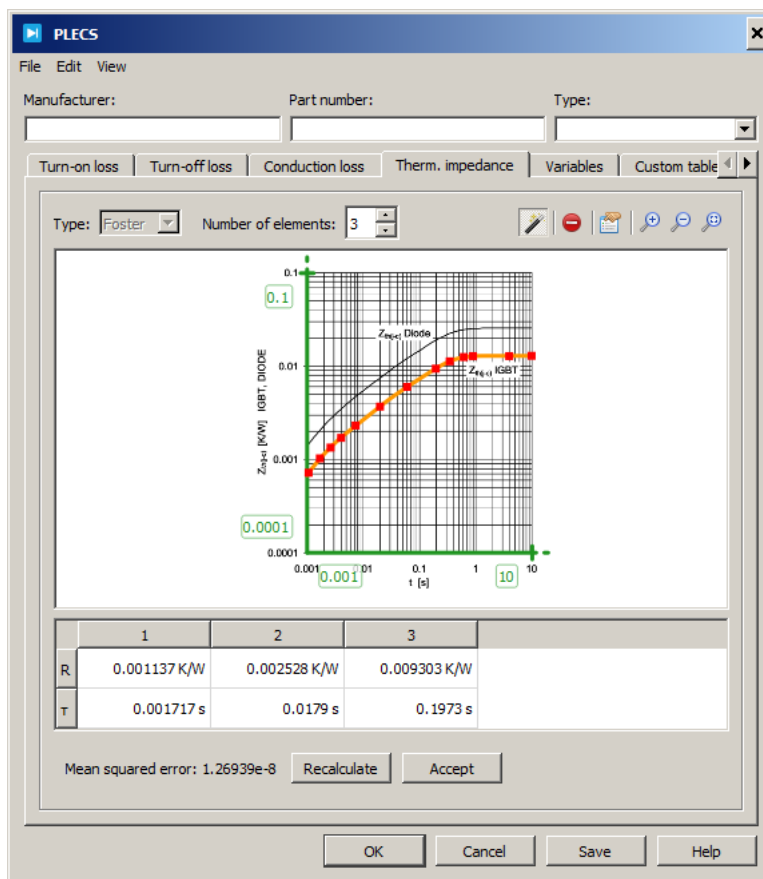 PLECS
File Edit View
Manufacturer: Part number: Type:
Turn-on loss Turn-off loss Conduction loss Therm. impedance Variables Custom table
Type: Foster Number of elements: 3
0.1
0.1
Zth(j-c) Diode
0.01
Zth(j-c) IGBT
Zth(j-c) [K/W] IGBT, DIODE
0.001
0.0001
0.0001
0.001 0.1 1 10
0.001 10
t [s]
1 2 3
R 0.001137 K/W 0.002528 K/W 0.009303 K/W
T 0.001717 s 0.0179 s 0.1973 s
Mean squared error: 1.26939e-8 Recalculate Accept
OK Cancel Save Help